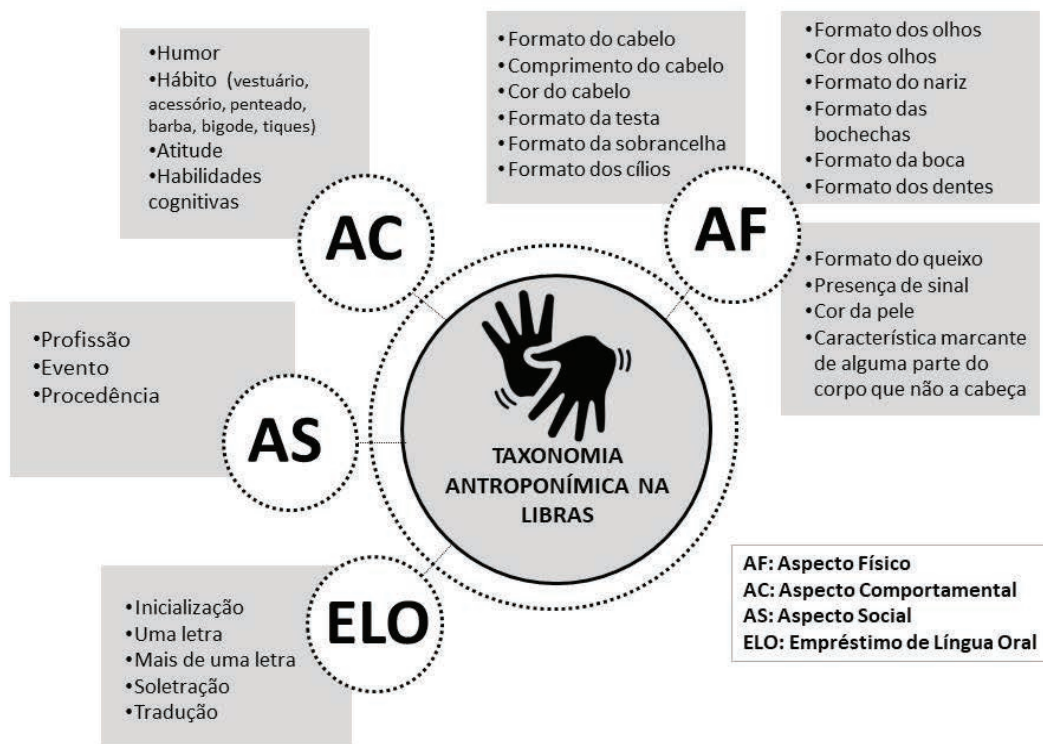 •Humor
•Hábito (vestuário,
acessório, penteado,
barba, bigode, tiques)
•Atitude
•Habilidades
cognitivas
AC
•Formato do cabelo
•Comprimento do cabelo
•Cor do cabelo
•Formato da testa
•Formato da sobrancelha
•Formato dos cílios
•Formato dos olhos
•Cor dos olhos
•Formato do nariz
•Formato das
bochechas
•Formato da boca
•Formato dos dentes
AF
•Formato do queixo
•Presença de sinal
•Cor da pele
•Característica marcante
de alguma parte do
corpo que não a cabeça
•Profissão
•Evento
•Procedência
AS
TAXONOMIA
ANTROPONÍMICA NA
LIBRAS
•Inicialização
•Uma letra
•Mais de uma letra
•Soletração
•Tradução
ELO
AF: Aspecto Físico
AC: Aspecto Comportamental
AS: Aspecto Social
ELO: Empréstimo de Língua Oral